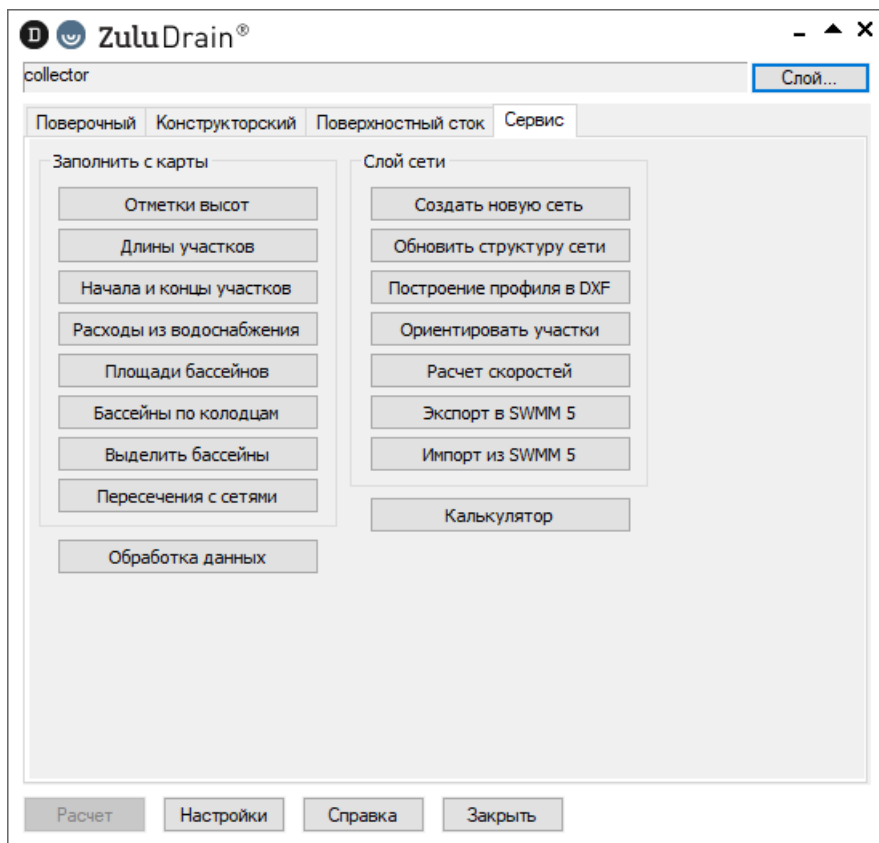 D ZuluDrain®
collector
Слой...
Поверочный Конструкторский Поверхностный сток Сервис
Заполнить с карты
Отметки высот
Длины участков
Начала и концы участков
Расходы из водоснабжения
Площади бассейнов
Бассейны по колодцам
Выделить бассейны
Пересечения с сетями
Обработка данных
Слой сети
Создать новую сеть
Обновить структуру сети
Построение профиля в DXF
Ориентировать участки
Расчет скоростей
Экспорт в SWMM 5
Импорт из SWMM 5
Калькулятор
Расчет Настройки Справка Закрыть